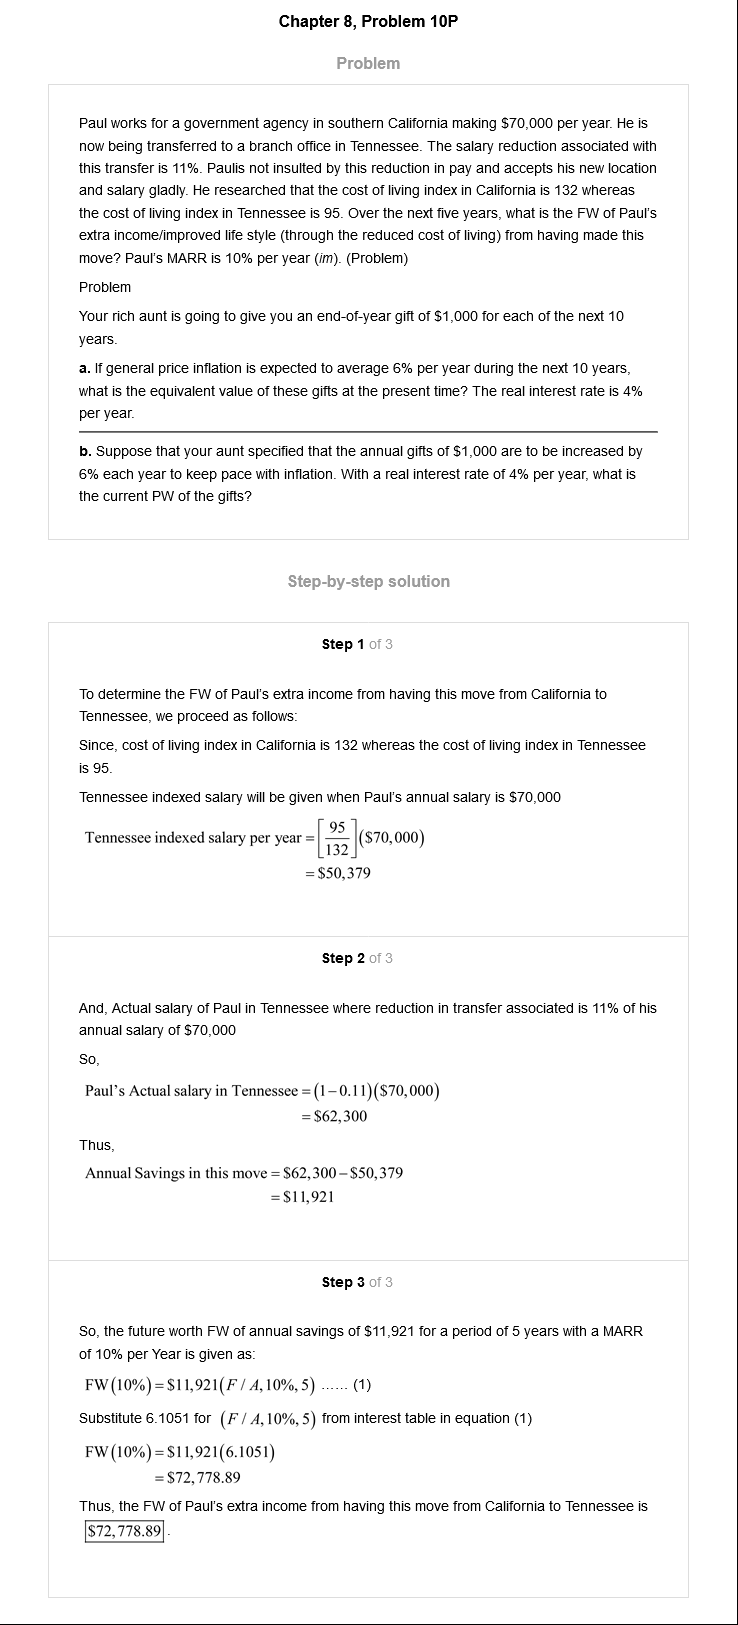 Chapter 8, Problem 10P
Problem
Paul works for a government agency in southern California making $70,000 per year. He is
now being transferred to a branch office in Tennessee. The salary reduction associated with
this transfer is 11%. Paulis not insulted by this reduction in pay and accepts his new location
and salary gladly. He researched that the cost of living index in California is 132 whereas
the cost of living index in Tennessee is 95. Over the next five years, what is the FW of Paul's
extra income/improved life style (through the reduced cost of living) from having made this
move? Paul's MARR is 10% per year (im). (Problem)
Problem
Your rich aunt is going to give you an end-of-year gift of $1,000 for each of the next 10
years.
a. If general price inflation is expected to average 6% per year during the next 10 years,
what is the equivalent value of these gifts at the present time? The real interest rate is 4%
per year.
b. Suppose that your aunt specified that the annual gifts of $1,000 are to be increased by
6% each year to keep pace with inflation. With a real interest rate of 4% per year, what is
the current PW of the gifts?
Step-by-step solution
Step 1 of 3
To determine the FW of Paul's extra income from having this move from California to
Tennessee, we proceed as follows:
Since, cost of living index in California is 132 whereas the cost of living index in Tennessee
is 95.
Tennessee indexed salary will be given when Paul's annual salary is $70,000
Tennessee indexed salary per year = [95/132]($70,000)
= $50,379
Step 2 of 3
And, Actual salary of Paul in Tennessee where reduction in transfer associated is 11% of his
annual salary of $70,000
So,
Paul's Actual salary in Tennessee = (1−0.11)($70,000)
= $62,300
Thus,
Annual Savings in this move = $62,300 − $50,379
= $11,921
Step 3 of 3
So, the future worth FW of annual savings of $11,921 for a period of 5 years with a MARR
of 10% per Year is given as:
FW(10%) = $11,921(F / A,10%,5) ...... (1)
Substitute 6.1051 for (F / A,10%,5) from interest table in equation (1)
FW(10%) = $11,921(6.1051)
= $72,778.89
Thus, the FW of Paul's extra income from having this move from California to Tennessee is
$72,778.89 .